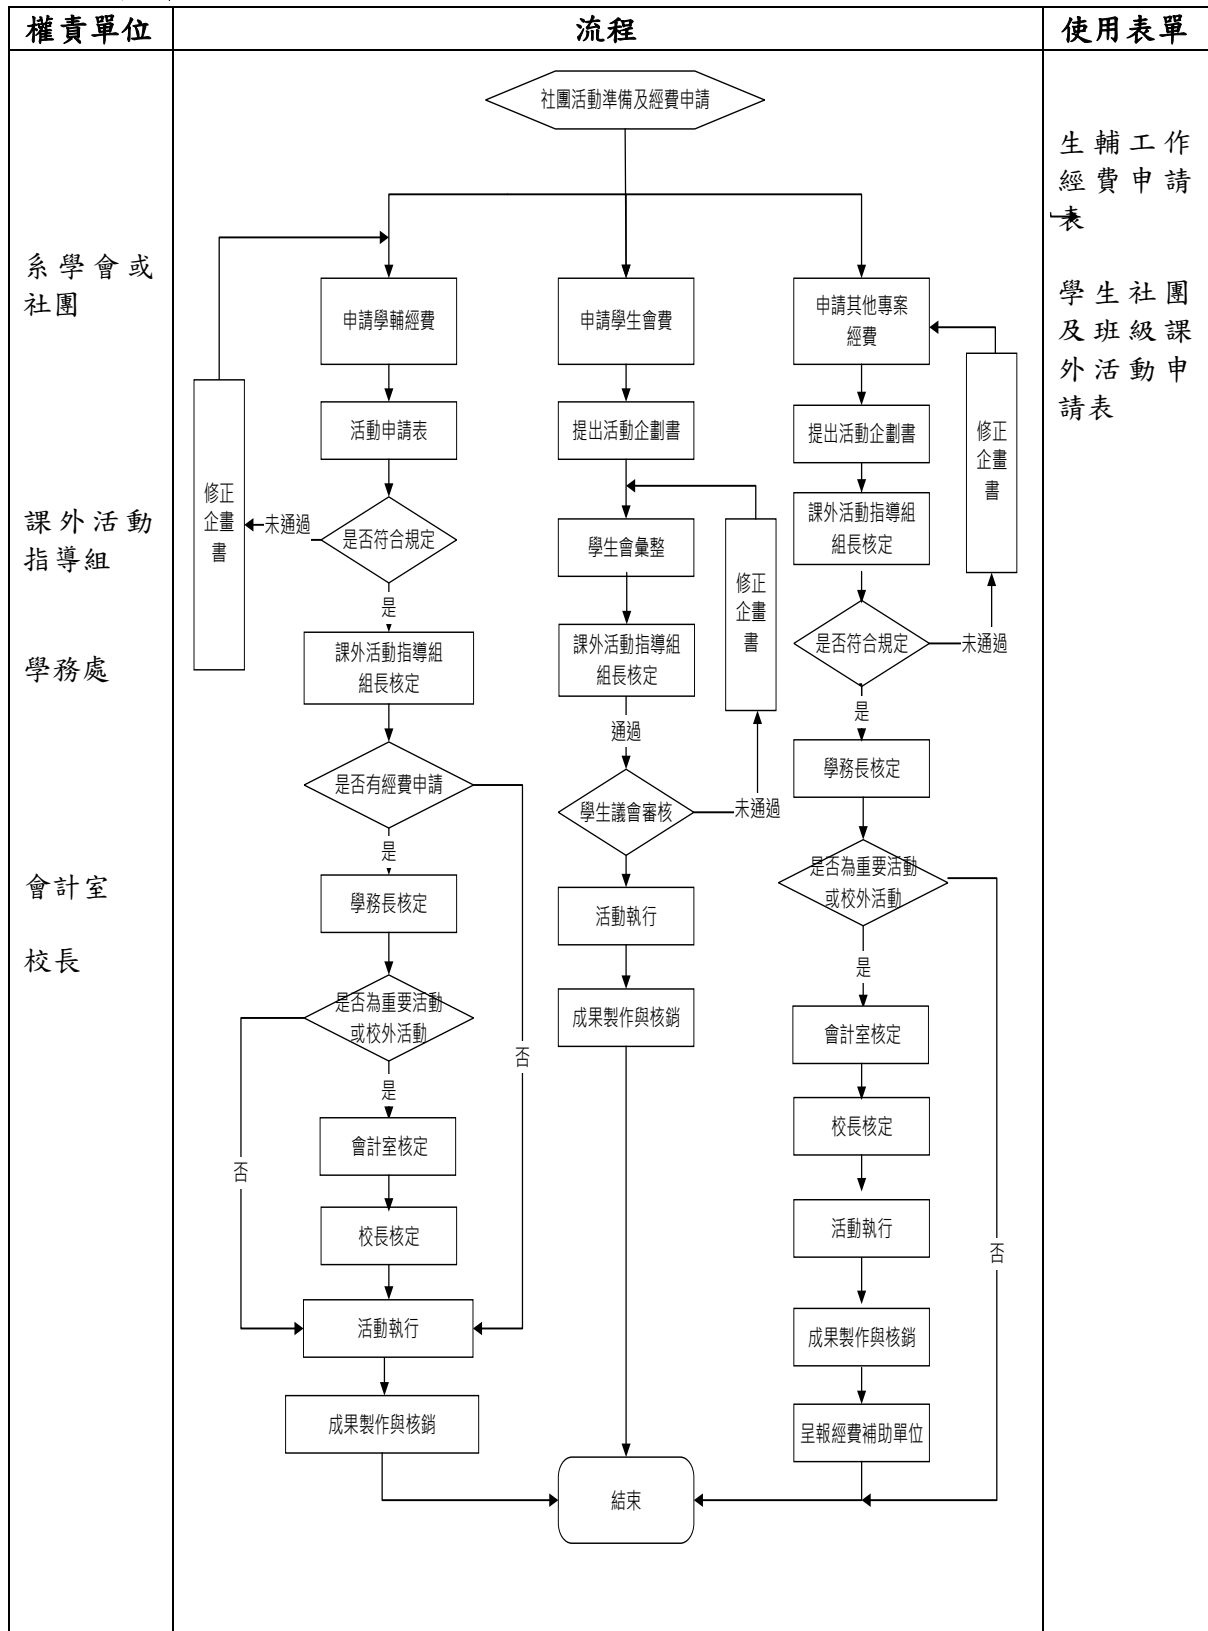 權責單位
流程
使用表單
系學會或
社團
課外活動
指導組
學務處
會計室
校長
社團活動準備及經費申請
申請學輔經費
活動申請表
是否符合規定
未通過
修正
企畫
書
是
課外活動指導組
組長核定
是否有經費申請
是
否
學務長核定
是否為重要活動
或校外活動
是
否
會計室核定
校長核定
活動執行
成果製作與核銷
申請學生會費
提出活動企劃書
學生會彙整
課外活動指導組
組長核定
通過
學生議會審核
未通過
修正
企畫
書
活動執行
成果製作與核銷
結束
申請其他專案
經費
提出活動企劃書
課外活動指導組
組長核定
是否符合規定
未通過
修正
企畫
書
是
學務長核定
是否為重要活動
或校外活動
是
否
會計室核定
校長核定
活動執行
成果製作與核銷
呈報經費補助單位
生輔工作
經費申請
表
學生社團
及班級課
外活動申
請表